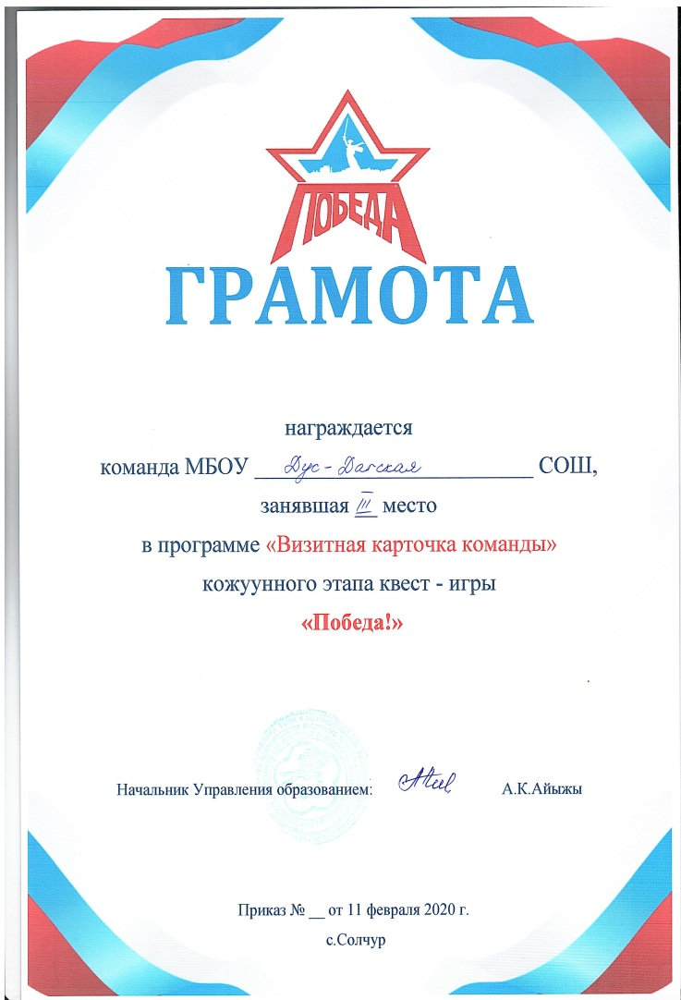 ПОБЕДА
ГРАМОТА
награждается
команда МБОУ Дус-Дагская СОШ,
занявшая III место
в программе «Визитная карточка команды»
кожуунного этапа квест - игры
«Победа!»
Начальник Управления образованием: А.К.Айыжы
Приказ № __ от 11 февраля 2020 г.
с.Солчур